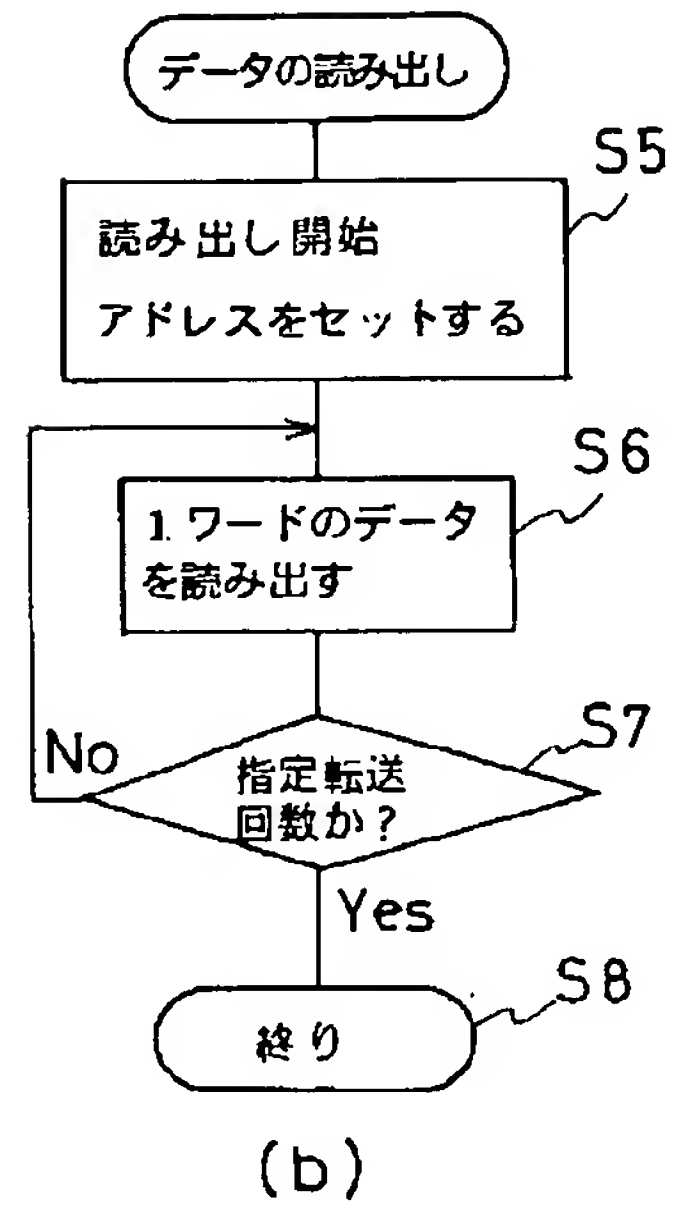 データの読み出し
S5
読み出し開始
アドレスをセットする
S6
1ワードのデータ
を読み出す
S7
No
指定転送
回数か?
Yes
S8
終り
(b)